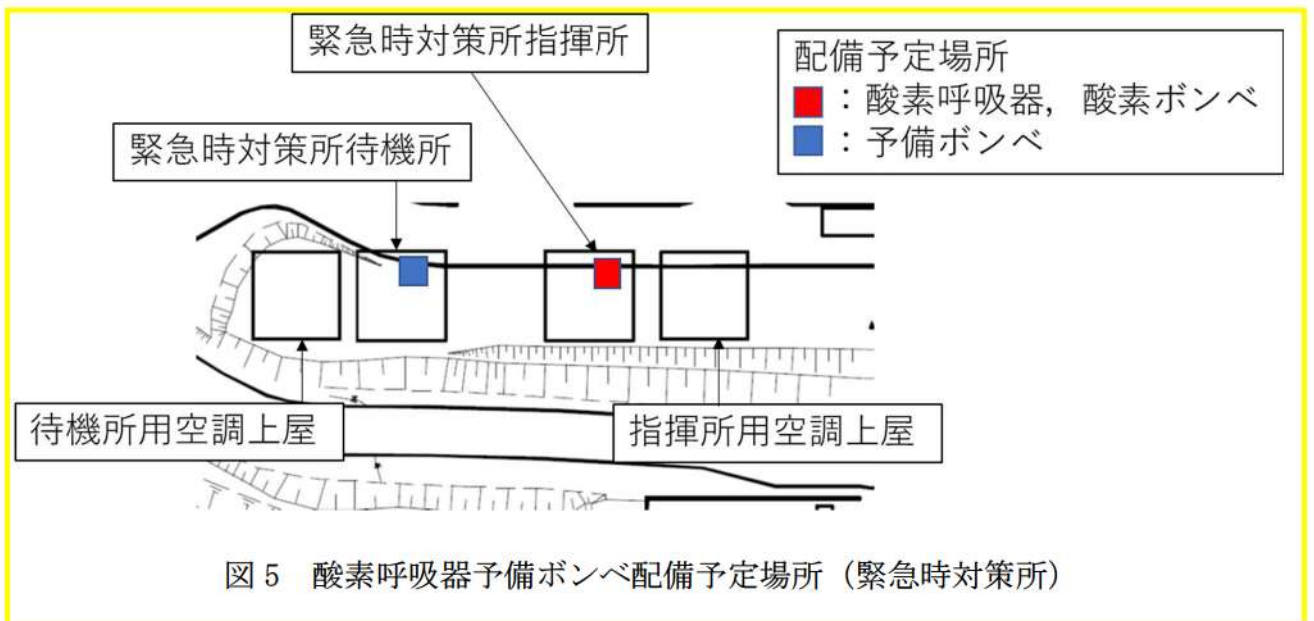 緊急時対策所指揮所
配備予定場所
：酸素呼吸器，酸素ボンベ
：予備ボンベ
緊急時対策所待機所
待機所用空調上屋
指揮所用空調上屋
図 5　酸素呼吸器予備ボンベ配備予定場所（緊急時対策所）